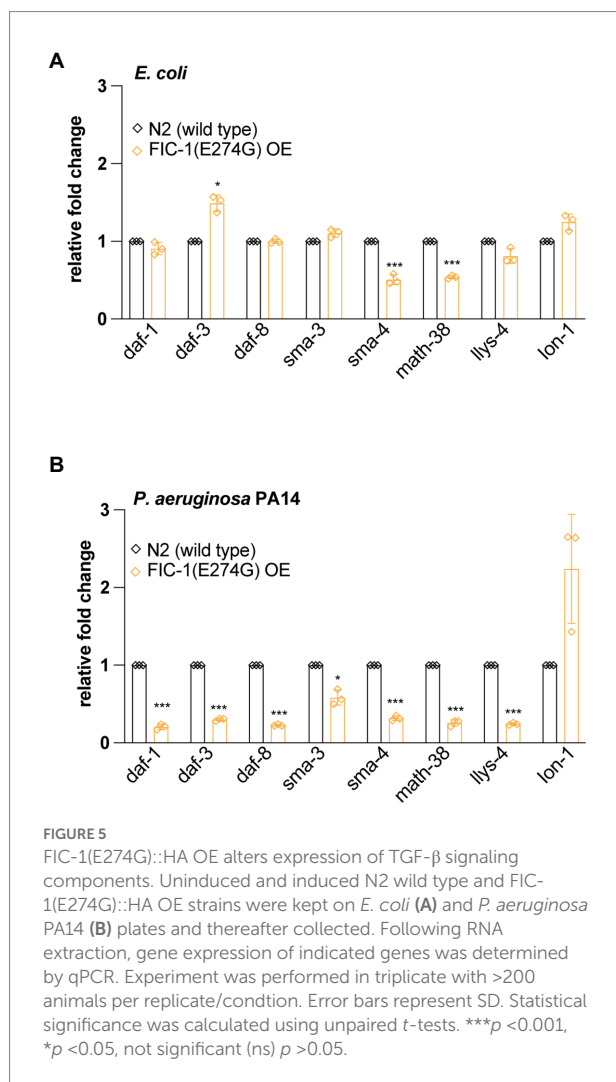 A
E. coli
3
N2 (wild type)
FIC-1(E274G) OE
relative fold change
2
*
1
*** ***
0
daf-1 daf-3 daf-8 sma-3 sma-4 math-38 llys-4 lon-1
B
P. aeruginosa PA14
3
N2 (wild type)
FIC-1(E274G) OE
relative fold change
2
1
*** *** *** * *** *** ***
0
daf-1 daf-3 daf-8 sma-3 sma-4 math-38 llys-4 lon-1
FIGURE 5
FIC-1(E274G)::HA OE alters expression of TGF-β signaling
components. Uninduced and induced N2 wild type and FIC-
1(E274G)::HA OE strains were kept on E. coli (A) and P. aeruginosa
PA14 (B) plates and thereafter collected. Following RNA
extraction, gene expression of indicated genes was determined
by qPCR. Experiment was performed in triplicate with >200
animals per replicate/condtion. Error bars represent SD. Statistical
significance was calculated using unpaired t-tests. ***p <0.001,
*p <0.05, not significant (ns) p >0.05.